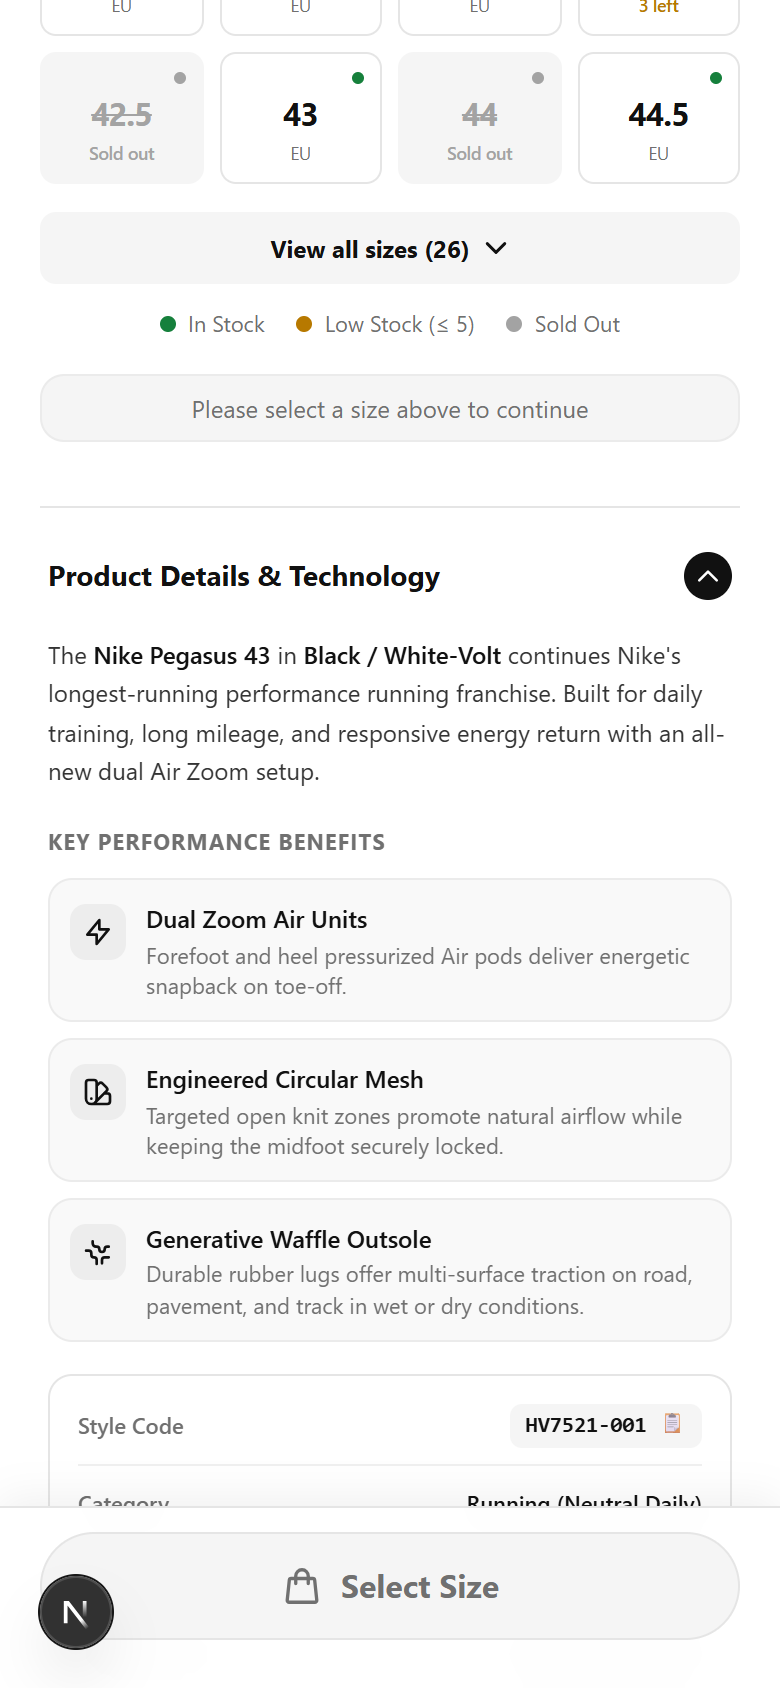 EU
EU
EU
3 left
42.5
Sold out
43
EU
44
Sold out
44.5
EU
View all sizes (26)
In Stock
Low Stock (≤ 5)
Sold Out
Please select a size above to continue
Product Details & Technology
The Nike Pegasus 43 in Black / White-Volt continues Nike's
longest-running performance running franchise. Built for daily
training, long mileage, and responsive energy return with an all-
new dual Air Zoom setup.
KEY PERFORMANCE BENEFITS
Dual Zoom Air Units
Forefoot and heel pressurized Air pods deliver energetic
snapback on toe-off.
Engineered Circular Mesh
Targeted open knit zones promote natural airflow while
keeping the midfoot securely locked.
Generative Waffle Outsole
Durable rubber lugs offer multi-surface traction on road,
pavement, and track in wet or dry conditions.
Style Code
HV7521-001
Category
Running (Neutral Daily)
Select Size
N